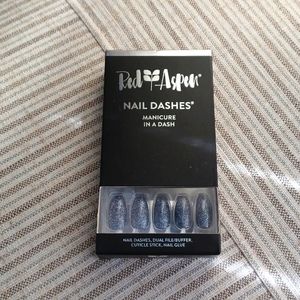 Red Aspen®
NAIL DASHES®
MANICURE
IN A DASH
NAIL DASHES, DUAL FILE/BUFFER,
CUTICLE STICK, NAIL GLUE